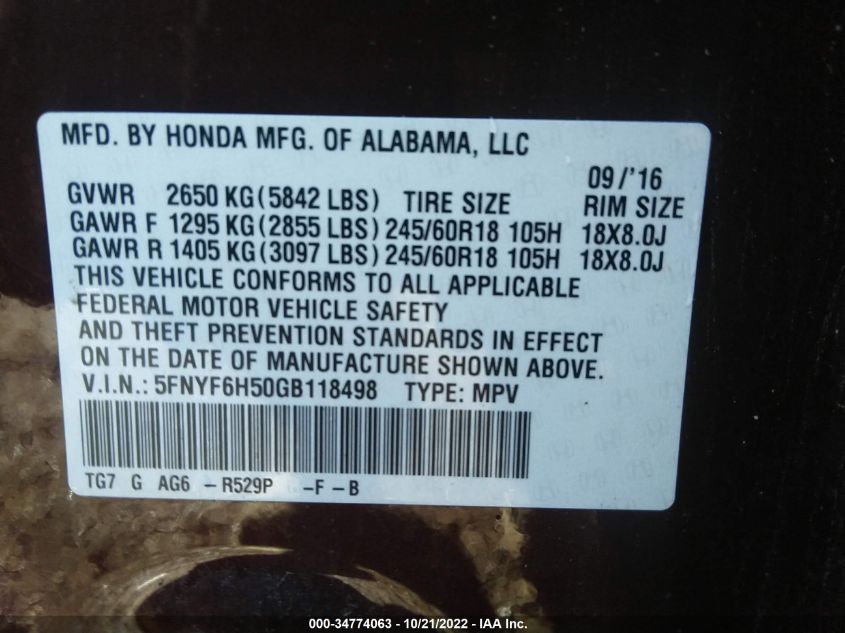 MFD. BY HONDA MFG. OF ALABAMA, LLC
09/'16
GVWR 2650 KG (5842 LBS) TIRE SIZE RIM SIZE
GAWR F 1295 KG (2855 LBS) 245/60R18 105H 18X8.0J
GAWR R 1405 KG (3097 LBS) 245/60R18 105H 18X8.0J
THIS VEHICLE CONFORMS TO ALL APPLICABLE
FEDERAL MOTOR VEHICLE SAFETY
AND THEFT PREVENTION STANDARDS IN EFFECT
ON THE DATE OF MANUFACTURE SHOWN ABOVE.
V.I.N.: 5FNYF6H50GB118498 TYPE: MPV
TG7 G AG6 - R529P -F - B
000-34774063 - 10/21/2022 - IAA Inc.